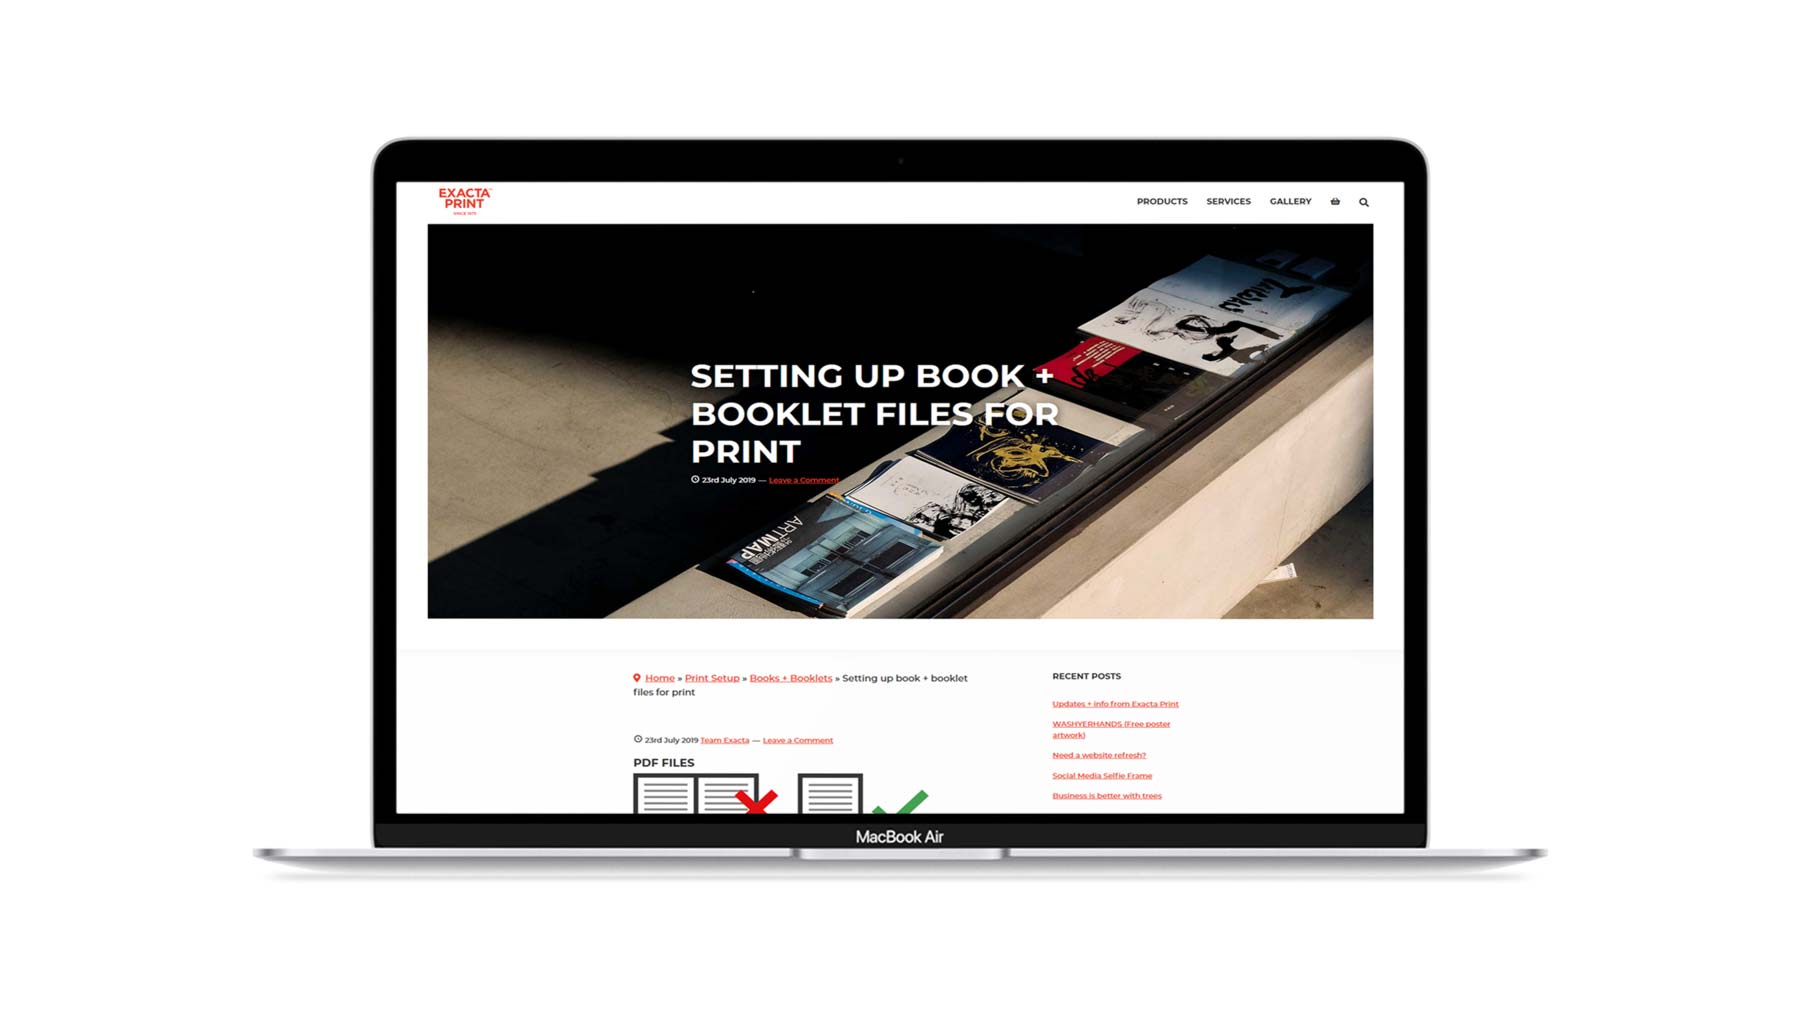 EXACTA
PRINT
SINCE 1975
PRODUCTS SERVICES GALLERY
SETTING UP BOOK +
BOOKLET FILES FOR
PRINT
23rd July 2019 — Leave a Comment
ARTMAP
Home » Print Setup » Books + Booklets » Setting up book + booklet
files for print
23rd July 2019 Team Exacta — Leave a Comment
PDF FILES
RECENT POSTS
Updates + info from Exacta Print
WASHYERHANDS (Free poster
artwork)
Need a website refresh?
Social Media Selfie Frame
Business is better with trees
MacBook Air